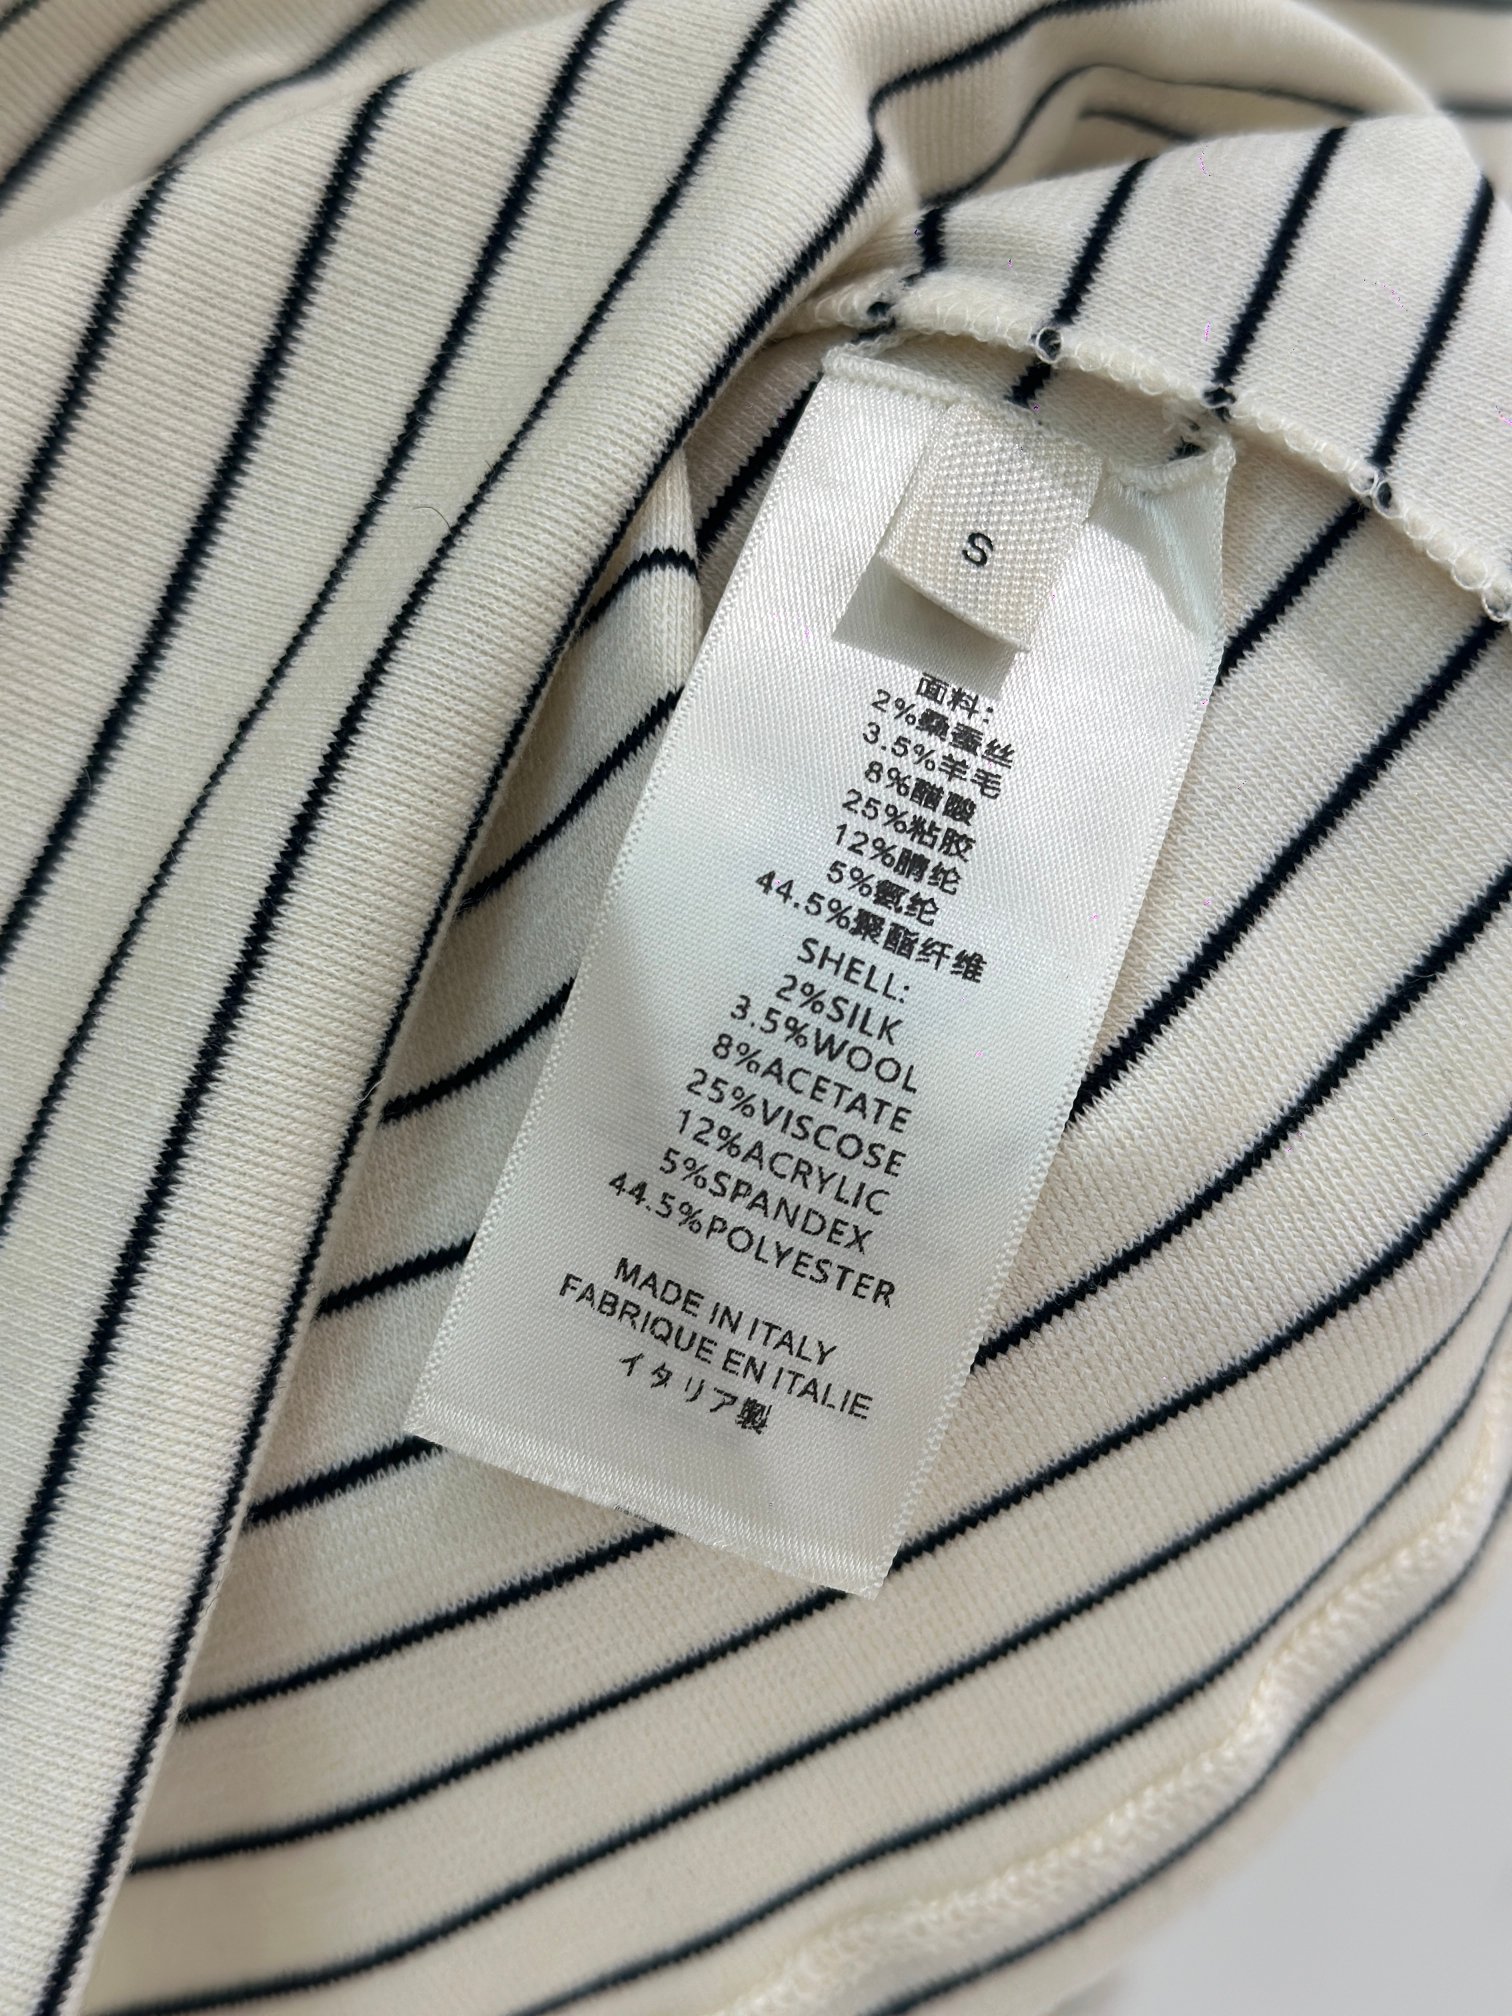 S
面料:
2%桑蚕丝
3.5%羊毛
8%醋酸
25%粘胶
12%腈纶
5%氨纶
44.5%聚酯纤维
SHELL:
2%SILK
3.5%WOOL
8%ACETATE
25%VISCOSE
12%ACRYLIC
5%SPANDEX
44.5%POLYESTER
MADE IN ITALY
FABRIQUE EN ITALIE
イタリア製